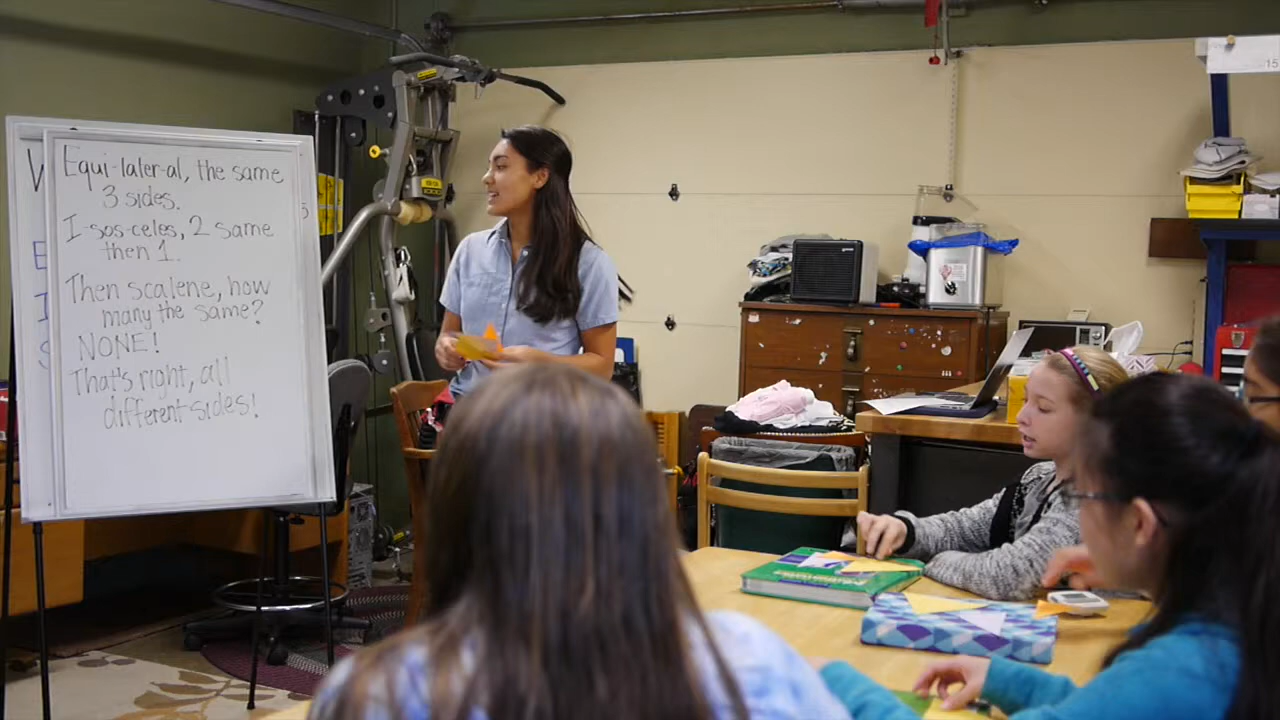 Equi-later-al, the same
3 sides.
I-sos-celes, 2 same
then 1.
Then scalene, how
many the same?
NONE!
That's right, all
different sides!
W
E
I
S
15